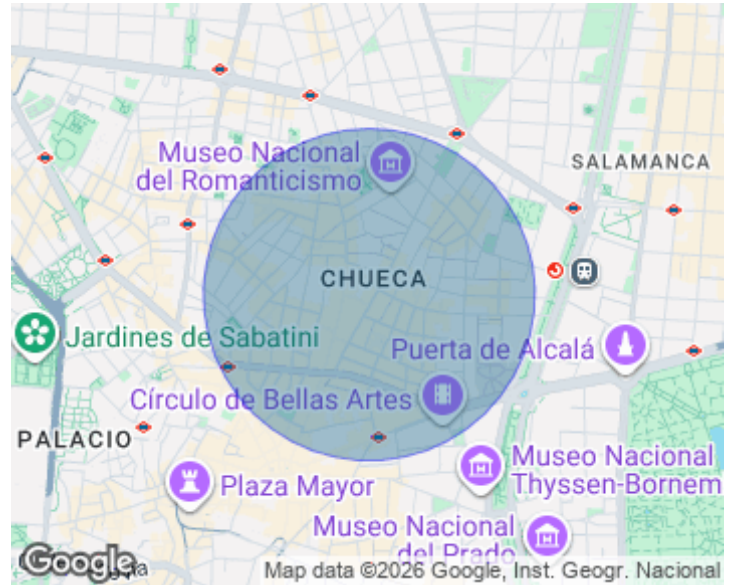 Museo Nacional
del Romanticismo
SALAMANCA
CHUECA
Jardines de Sabatini
Puerta de Alcalá
Círculo de Bellas Artes
PALACIO
Museo Nacional
Thyssen-Bornem
Plaza Mayor
Museo Nacional
del Prado
Google
Map data ©2026 Google, Inst. Geogr. Nacional